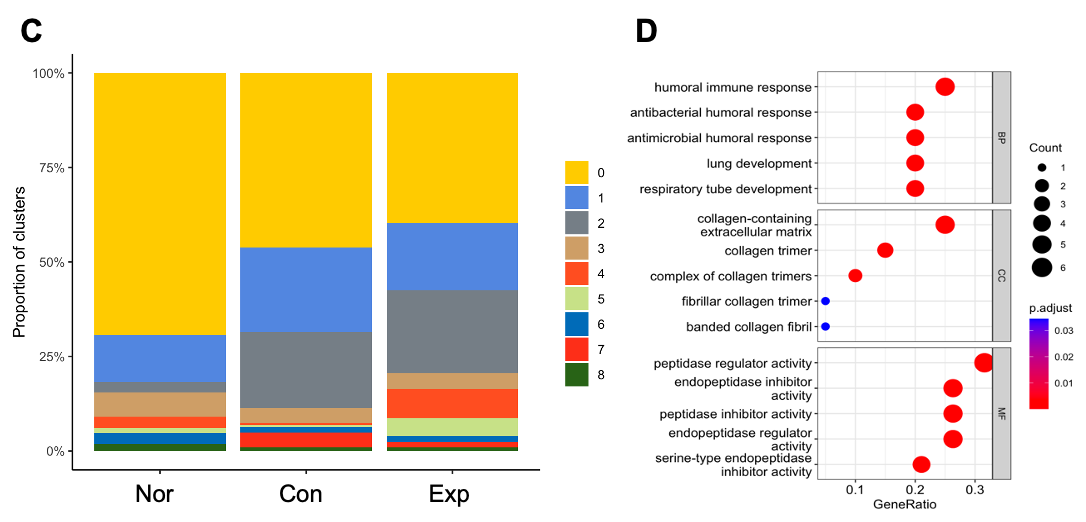 C
100%
75%
50%
25%
0%
Proportion of clusters
Nor
Con
Exp
0
1
2
3
4
5
6
7
8
D
humoral immune response
antibacterial humoral response
antimicrobial humoral response
lung development
respiratory tube development
BP
collagen-containing
extracellular matrix
collagen trimer
complex of collagen trimers
fibrillar collagen trimer
banded collagen fibril
CC
peptidase regulator activity
endopeptidase inhibitor
activity
peptidase inhibitor activity
endopeptidase regulator
activity
serine-type endopeptidase
inhibitor activity
MF
0.1
0.2
0.3
GeneRatio
Count
1
2
3
4
5
6
p.adjust
0.03
0.02
0.01